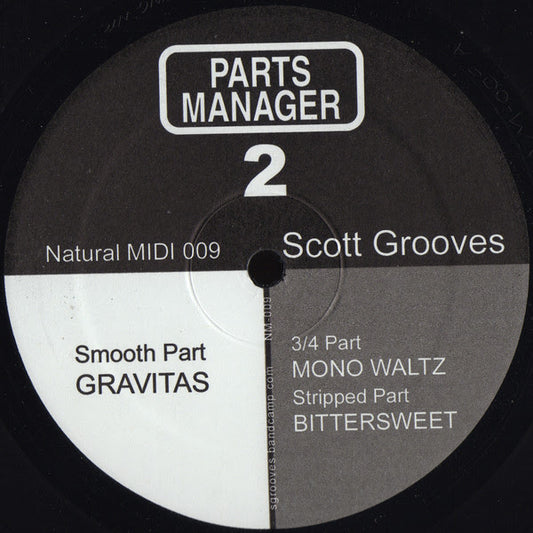 PARTS
MANAGER
2
Natural MIDI 009
Scott Grooves
Smooth Part
GRAVITAS
3/4 Part
MONO WALTZ
Stripped Part
BITTERSWEET
sgrooves.bandcamp.com NM-009